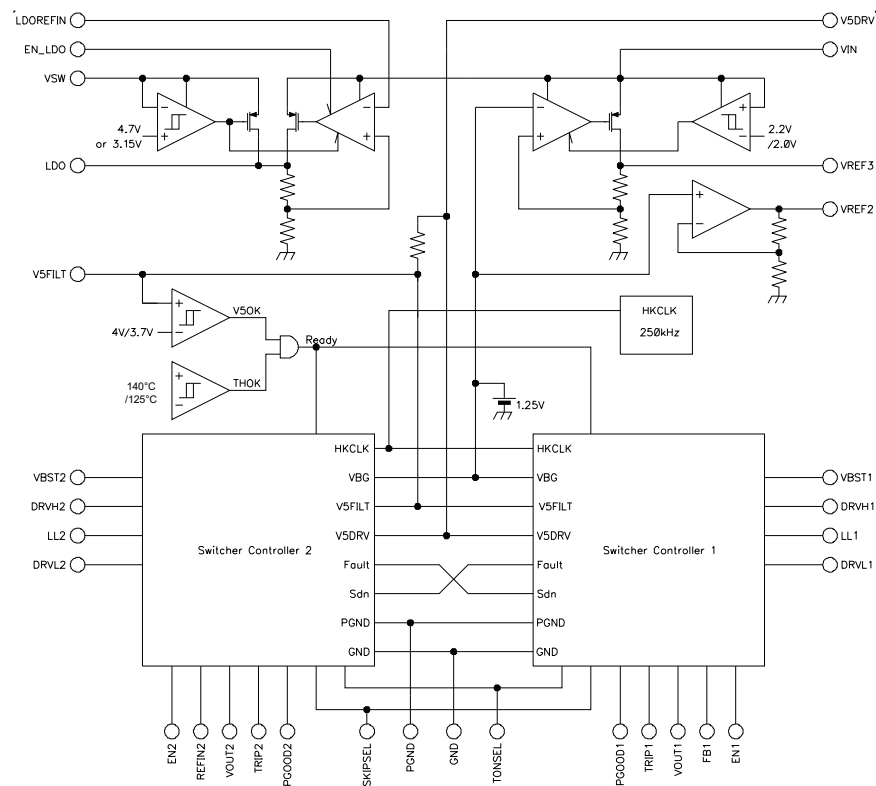 LDOREFIN
V5DRV
EN_LDO
VIN
VSW
4.7V
or 3.15V
2.2V
/2.0V
LDO
VREF3
VREF2
V5FILT
V5OK
4V/3.7V
Ready
HKCLK
250kHz
THOK
140°C
/125°C
1.25V
HKCLK
HKCLK
VBST2
VBG
VBG
VBST1
DRVH2
V5FILT
V5FILT
DRVH1
LL2
V5DRV
V5DRV
LL1
Switcher Controller 2
Switcher Controller 1
DRVL2
Fault
Fault
DRVL1
Sdn
Sdn
PGND
PGND
GND
GND
EN2
REFIN2
VOUT2
TRIP2
PGOOD2
SKIPSEL
PGND
GND
TONSEL
PGOOD1
TRIP1
VOUT1
FB1
EN1